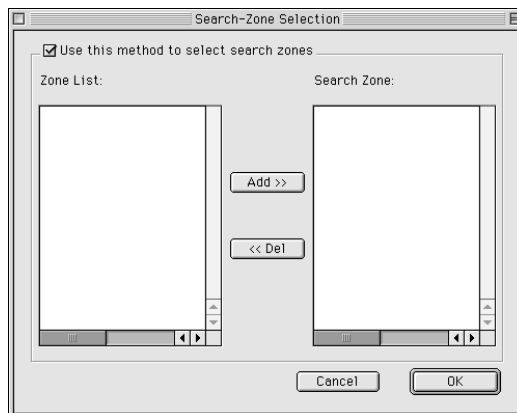 Search-Zone Selection
Use this method to select search zones
Zone List:
Search Zone:
Add >>
<< Del
Cancel
OK